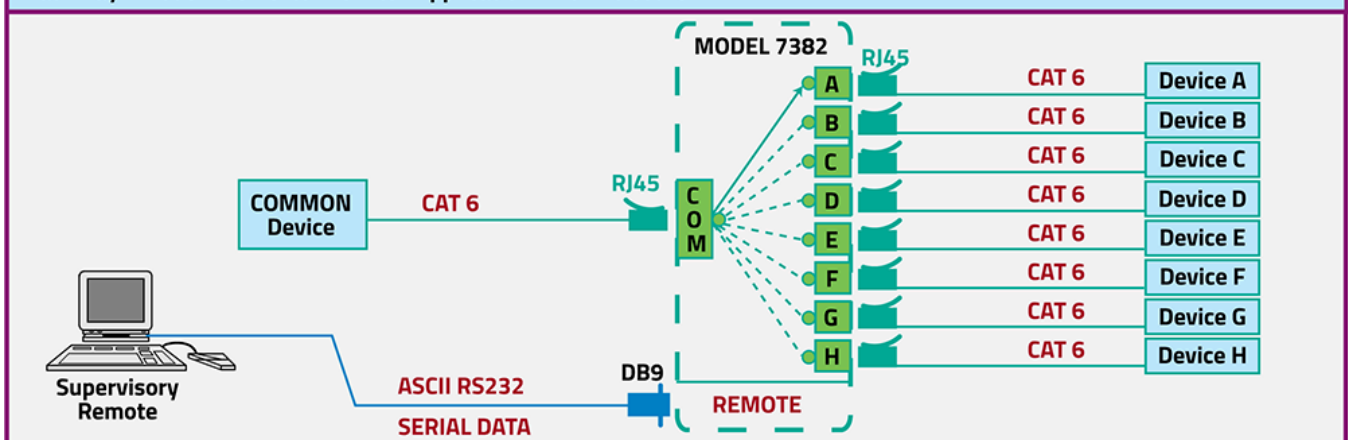 MODEL 7382
RJ45
A
CAT 6
Device A
B
CAT 6
Device B
C
CAT 6
Device C
D
CAT 6
Device D
E
CAT 6
Device E
F
CAT 6
Device F
G
CAT 6
Device G
H
CAT 6
Device H
COMMON
Device
CAT 6
RJ45
C
O
M
Supervisory
Remote
ASCII RS232
SERIAL DATA
DB9
REMOTE